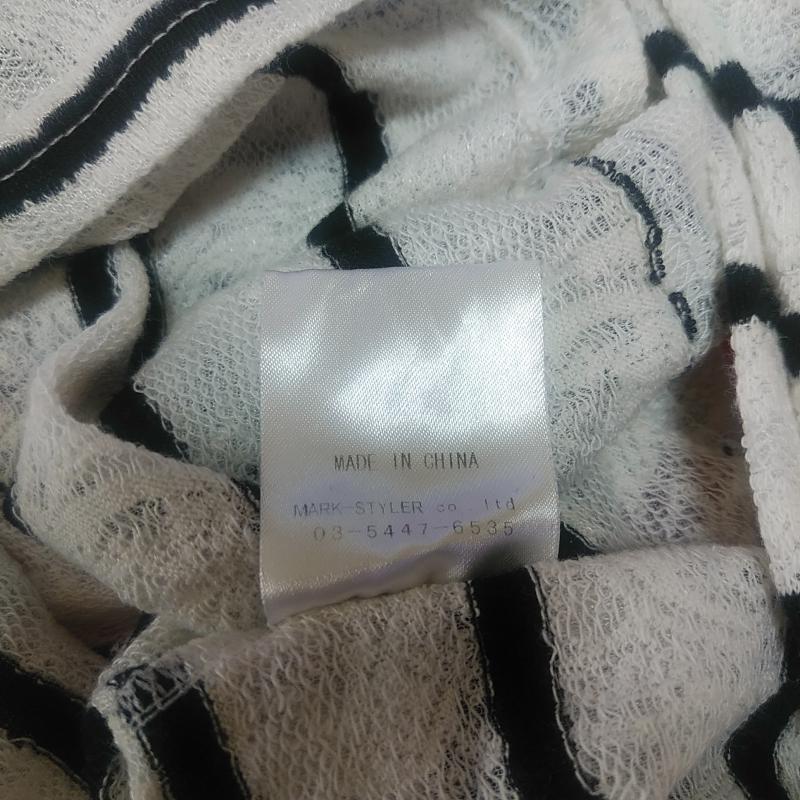 MADE IN CHINA
MARK-STYLER co.,ltd
03-5447-6535